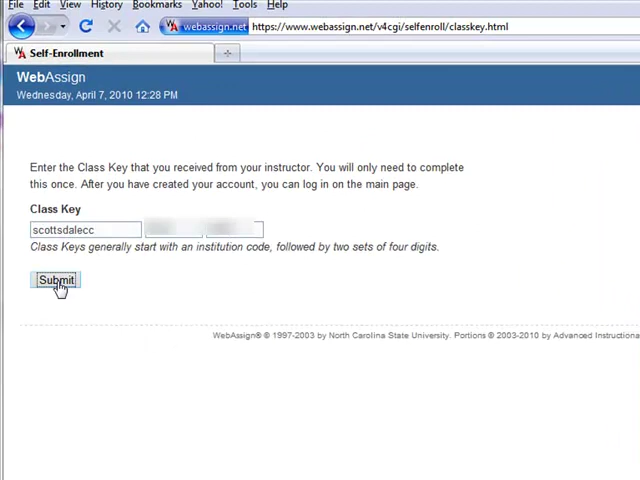 File Edit View History Bookmarks Yahoo! Tools Help
webassign.net https://www.webassign.net/v4cgi/selfenroll/classkey.html
WA Self-Enrollment
WebAssign
Wednesday, April 7, 2010 12:28 PM
Enter the Class Key that you received from your instructor. You will only need to complete
this once. After you have created your account, you can log in on the main page.
Class Key
scottsdalecc
Class Keys generally start with an institution code, followed by two sets of four digits.
Submit
WebAssign® © 1997-2003 by North Carolina State University. Portions © 2003-2010 by Advanced Instructiona